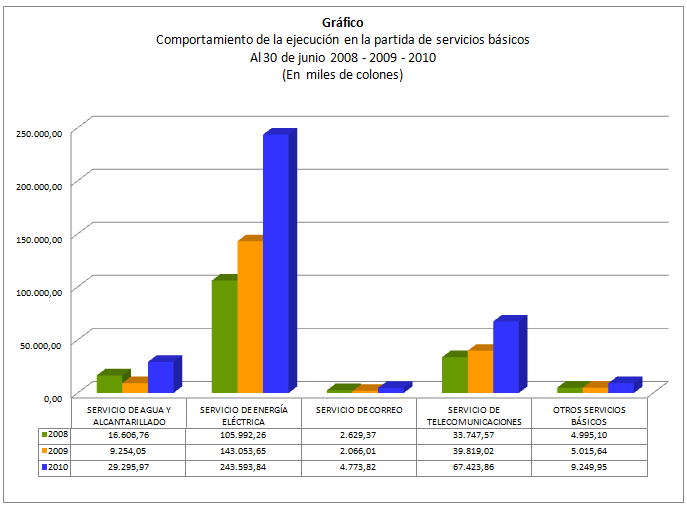 Gráfico
Comportamiento de la ejecución en la partida de servicios básicos
Al 30 de junio 2008 - 2009 - 2010
(En miles de colones)
250.000,00
200.000,00
150.000,00
100.000,00
50.000,00
0,00
SERVICIO DE AGUA Y ALCANTARILLADO SERVICIO DE ENERGÍA ELÉCTRICA SERVICIO DE CORREO SERVICIO DE TELECOMUNICACIONES OTROS SERVICIOS BÁSICOS
2008 16.606,76 105.992,26 2.629,37 33.747,57 4.995,10
2009 9.254,05 143.053,65 2.066,01 39.819,02 5.015,64
2010 29.295,97 243.593,84 4.773,82 67.423,86 9.249,95